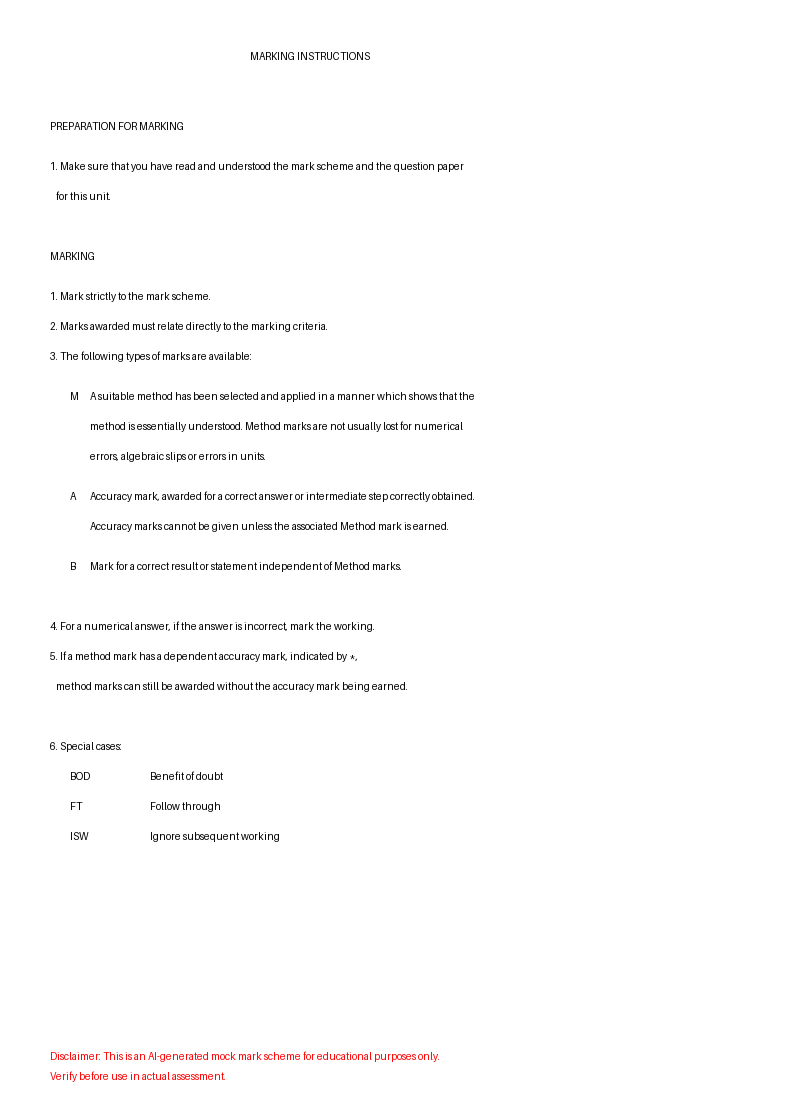 MARKING INSTRUCTIONS
PREPARATION FOR MARKING
1. Make sure that you have read and understood the mark scheme and the question paper
for this unit.
MARKING
1. Mark strictly to the mark scheme.
2. Marks awarded must relate directly to the marking criteria.
3. The following types of marks are available:
M A suitable method has been selected and applied in a manner which shows that the
method is essentially understood. Method marks are not usually lost for numerical
errors, algebraic slips or errors in units.
A Accuracy mark, awarded for a correct answer or intermediate step correctly obtained.
Accuracy marks cannot be given unless the associated Method mark is earned.
B Mark for a correct result or statement independent of Method marks.
4. For a numerical answer, if the answer is incorrect, mark the working.
5. If a method mark has a dependent accuracy mark, indicated by *,
method marks can still be awarded without the accuracy mark being earned.
6. Special cases:
BOD Benefit of doubt
FT Follow through
ISW Ignore subsequent working
Disclaimer: This is an AI-generated mock mark scheme for educational purposes only.
Verify before use in actual assessment.